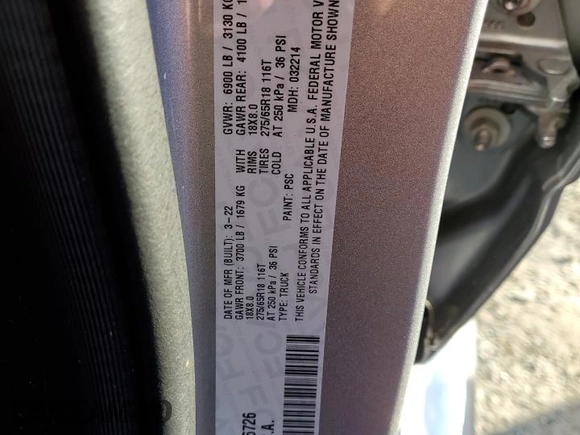 DATE OF MFR (BUILT): 3-22 GVWR: 6900 LB / 3130 KG
GAWR FRONT: 3700 LB / 1679 KG WITH GAWR REAR: 4100 LB /
18X8.0 RIMS 18X8.0
275/65R18 116T TIRES 275/65R18 116T
AT 250 kPa / 36 PSI COLD AT 250 kPa / 36 PSI
TYPE: TRUCK PAINT: PSC MDH: 032214
THIS VEHICLE CONFORMS TO ALL APPLICABLE U.S.A. FEDERAL MOTOR
STANDARDS IN EFFECT ON THE DATE OF MANUFACTURE SHOWN
5726
.A.